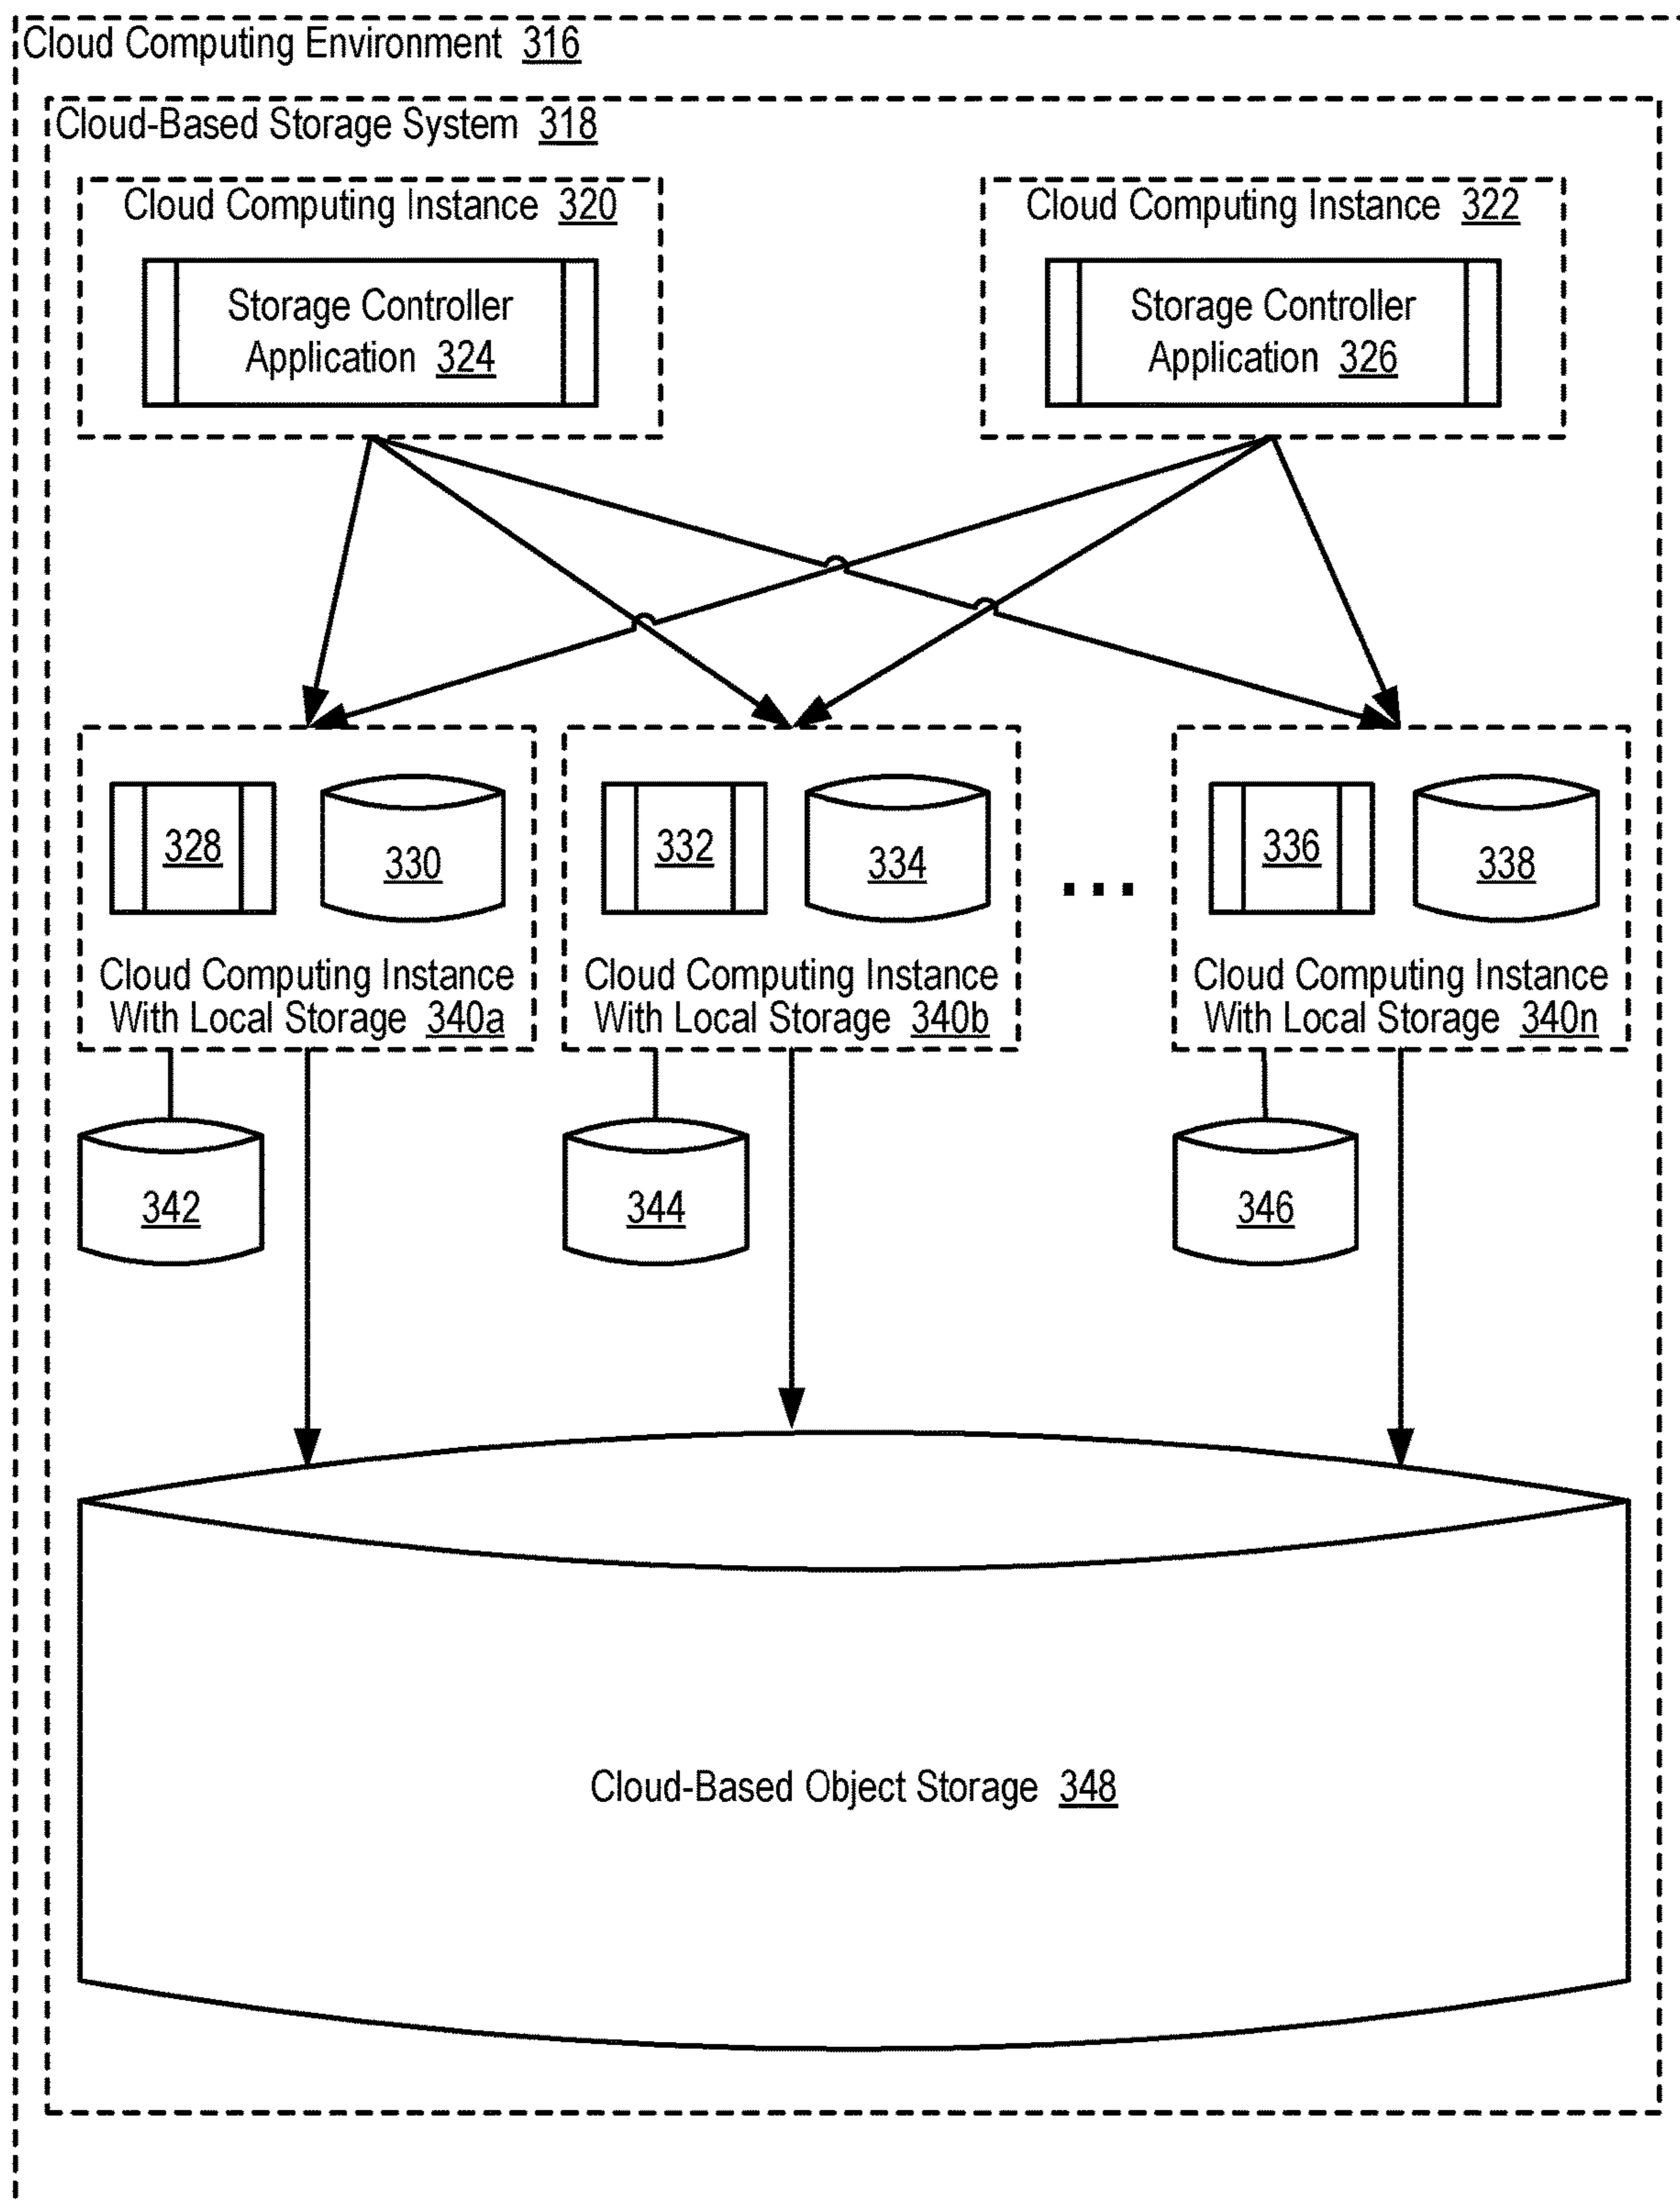 Cloud Computing Environment 316
Cloud-Based Storage System 318
Cloud Computing Instance 320
Storage Controller
Application 324
Cloud Computing Instance 322
Storage Controller
Application 326
328
330
Cloud Computing Instance
With Local Storage 340a
332
334
Cloud Computing Instance
With Local Storage 340b
...
336
338
Cloud Computing Instance
With Local Storage 340n
342
344
346
Cloud-Based Object Storage 348